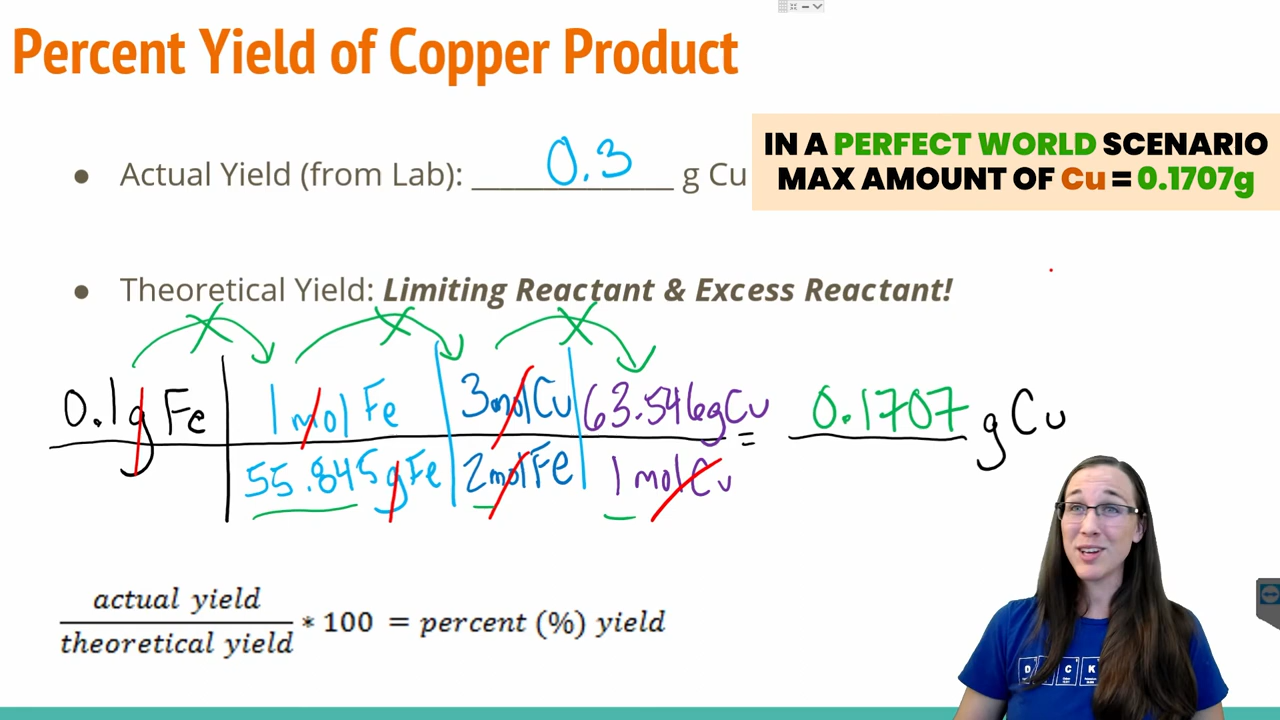 Percent Yield of Copper Product
IN A PERFECT WORLD SCENARIO
MAX AMOUNT OF Cu = 0.1707g
● Actual Yield (from Lab): ____________ g Cu
0.3
● Theoretical Yield: Limiting Reactant & Excess Reactant!
0.1g Fe | 1 mol Fe | 3 mol Cu | 63.546g Cu = 0.1707 g Cu
55.845 g Fe | 2 mol Fe | 1 mol Cu
actual yield
theoretical yield
* 100 = percent (%) yield
D C K